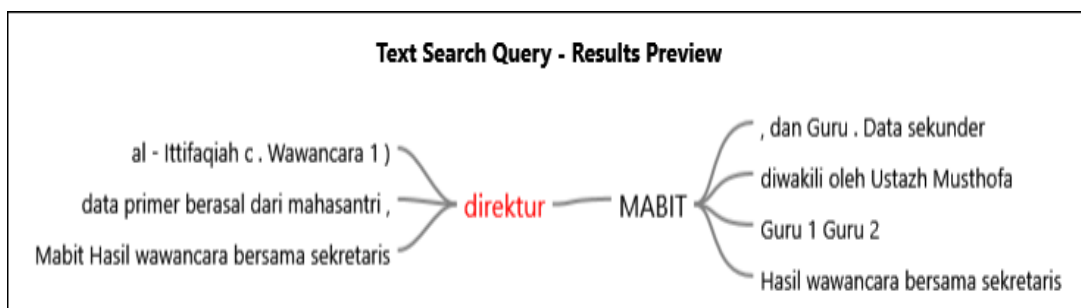 Text Search Query - Results Preview
al - Ittifaqiah c . Wawancara 1 )
data primer berasal dari mahasantri ,
Mabit Hasil wawancara bersama sekretaris
direktur
MABIT
, dan Guru . Data sekunder
diwakili oleh Ustazh Musthofa
Guru 1 Guru 2
Hasil wawancara bersama sekretaris